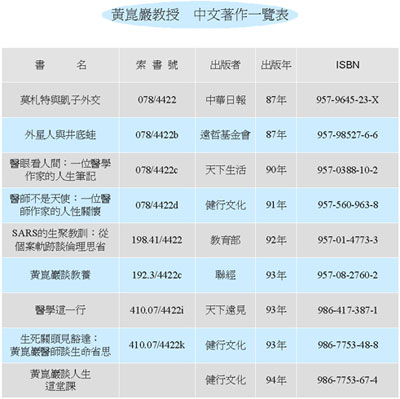 黃崑巖教授　中文著作一覽表
書　名　索 書 號　出版者　出版年　ISBN
莫札特與凱子外交　078/4422　中華日報　87年　957-9645-23-X
外星人與井底蛙　078/4422b　遠哲基金會　87年　957-98527-6-6
醫眼看人間：一位醫學
作家的人生筆記　078/4422c　天下生活　90年　957-0388-10-2
醫師不是天使：一位醫
師作家的人性關懷　078/4422d　健行文化　91年　957-560-963-8
SARS的生聚教訓：從
個案軌跡談倫理思省　198.41/4422　教育部　92年　957-01-4773-3
黃崑巖談教養　192.3/4422c　聯經　93年　957-08-2760-2
醫學這一行　410.07/4422i　天下遠見　93年　986-417-387-1
生死關頭見豁達：
黃崑巖醫師談生命省思　410.07/4422k　健行文化　93年　986-7753-48-8
黃崑巖談人生
這堂課　健行文化　94年　986-7753-67-4